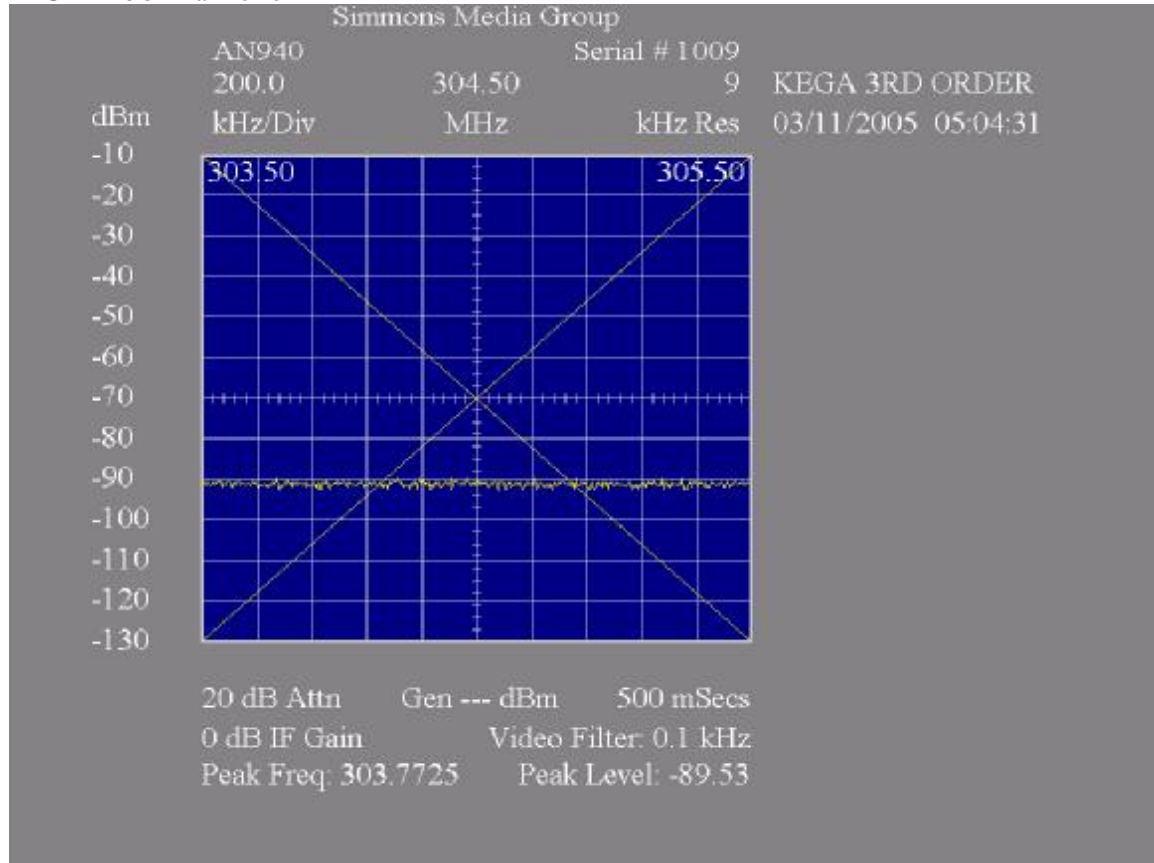 Simmons Media Group
AN940 Serial # 1009
200.0 304.50 9 KEGA 3RD ORDER
dBm kHz/Div MHz kHz Res 03/11/2005 05:04:31
-10
303.50 305.50
-20
-30
-40
-50
-60
-70
-80
-90
-100
-110
-120
-130
20 dB Attn Gen --- dBm 500 mSecs
0 dB IF Gain Video Filter: 0.1 kHz
Peak Freq: 303.7725 Peak Level: -89.53